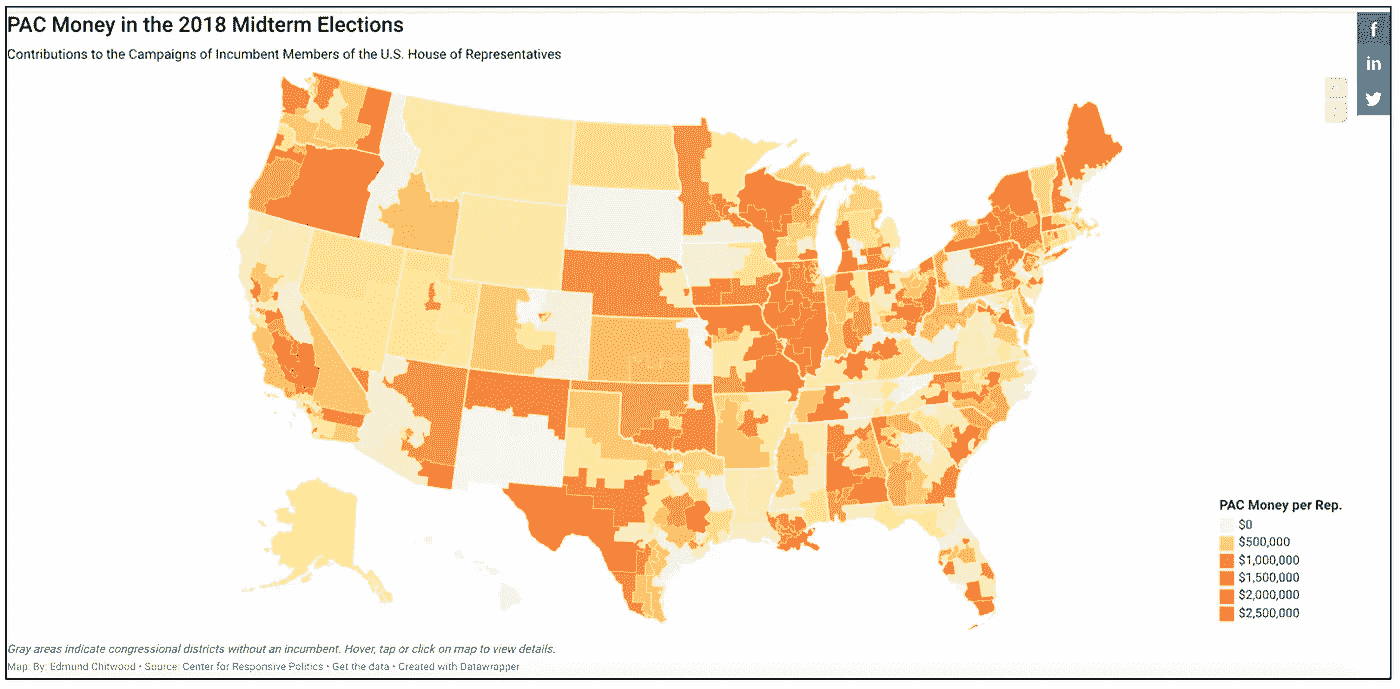 PAC Money in the 2018 Midterm Elections
Contributions to the Campaigns of Incumbent Members of the U.S. House of Representatives
f
in
PAC Money per Rep.
$0
$500,000
$1,000,000
$1,500,000
$2,000,000
$2,500,000
Gray areas indicate congressional districts without an incumbent. Hover, tap or click on map to view details.
Map: By: Edmund Chitwood • Source: Center for Responsive Politics • Get the data • Created with Datawrapper